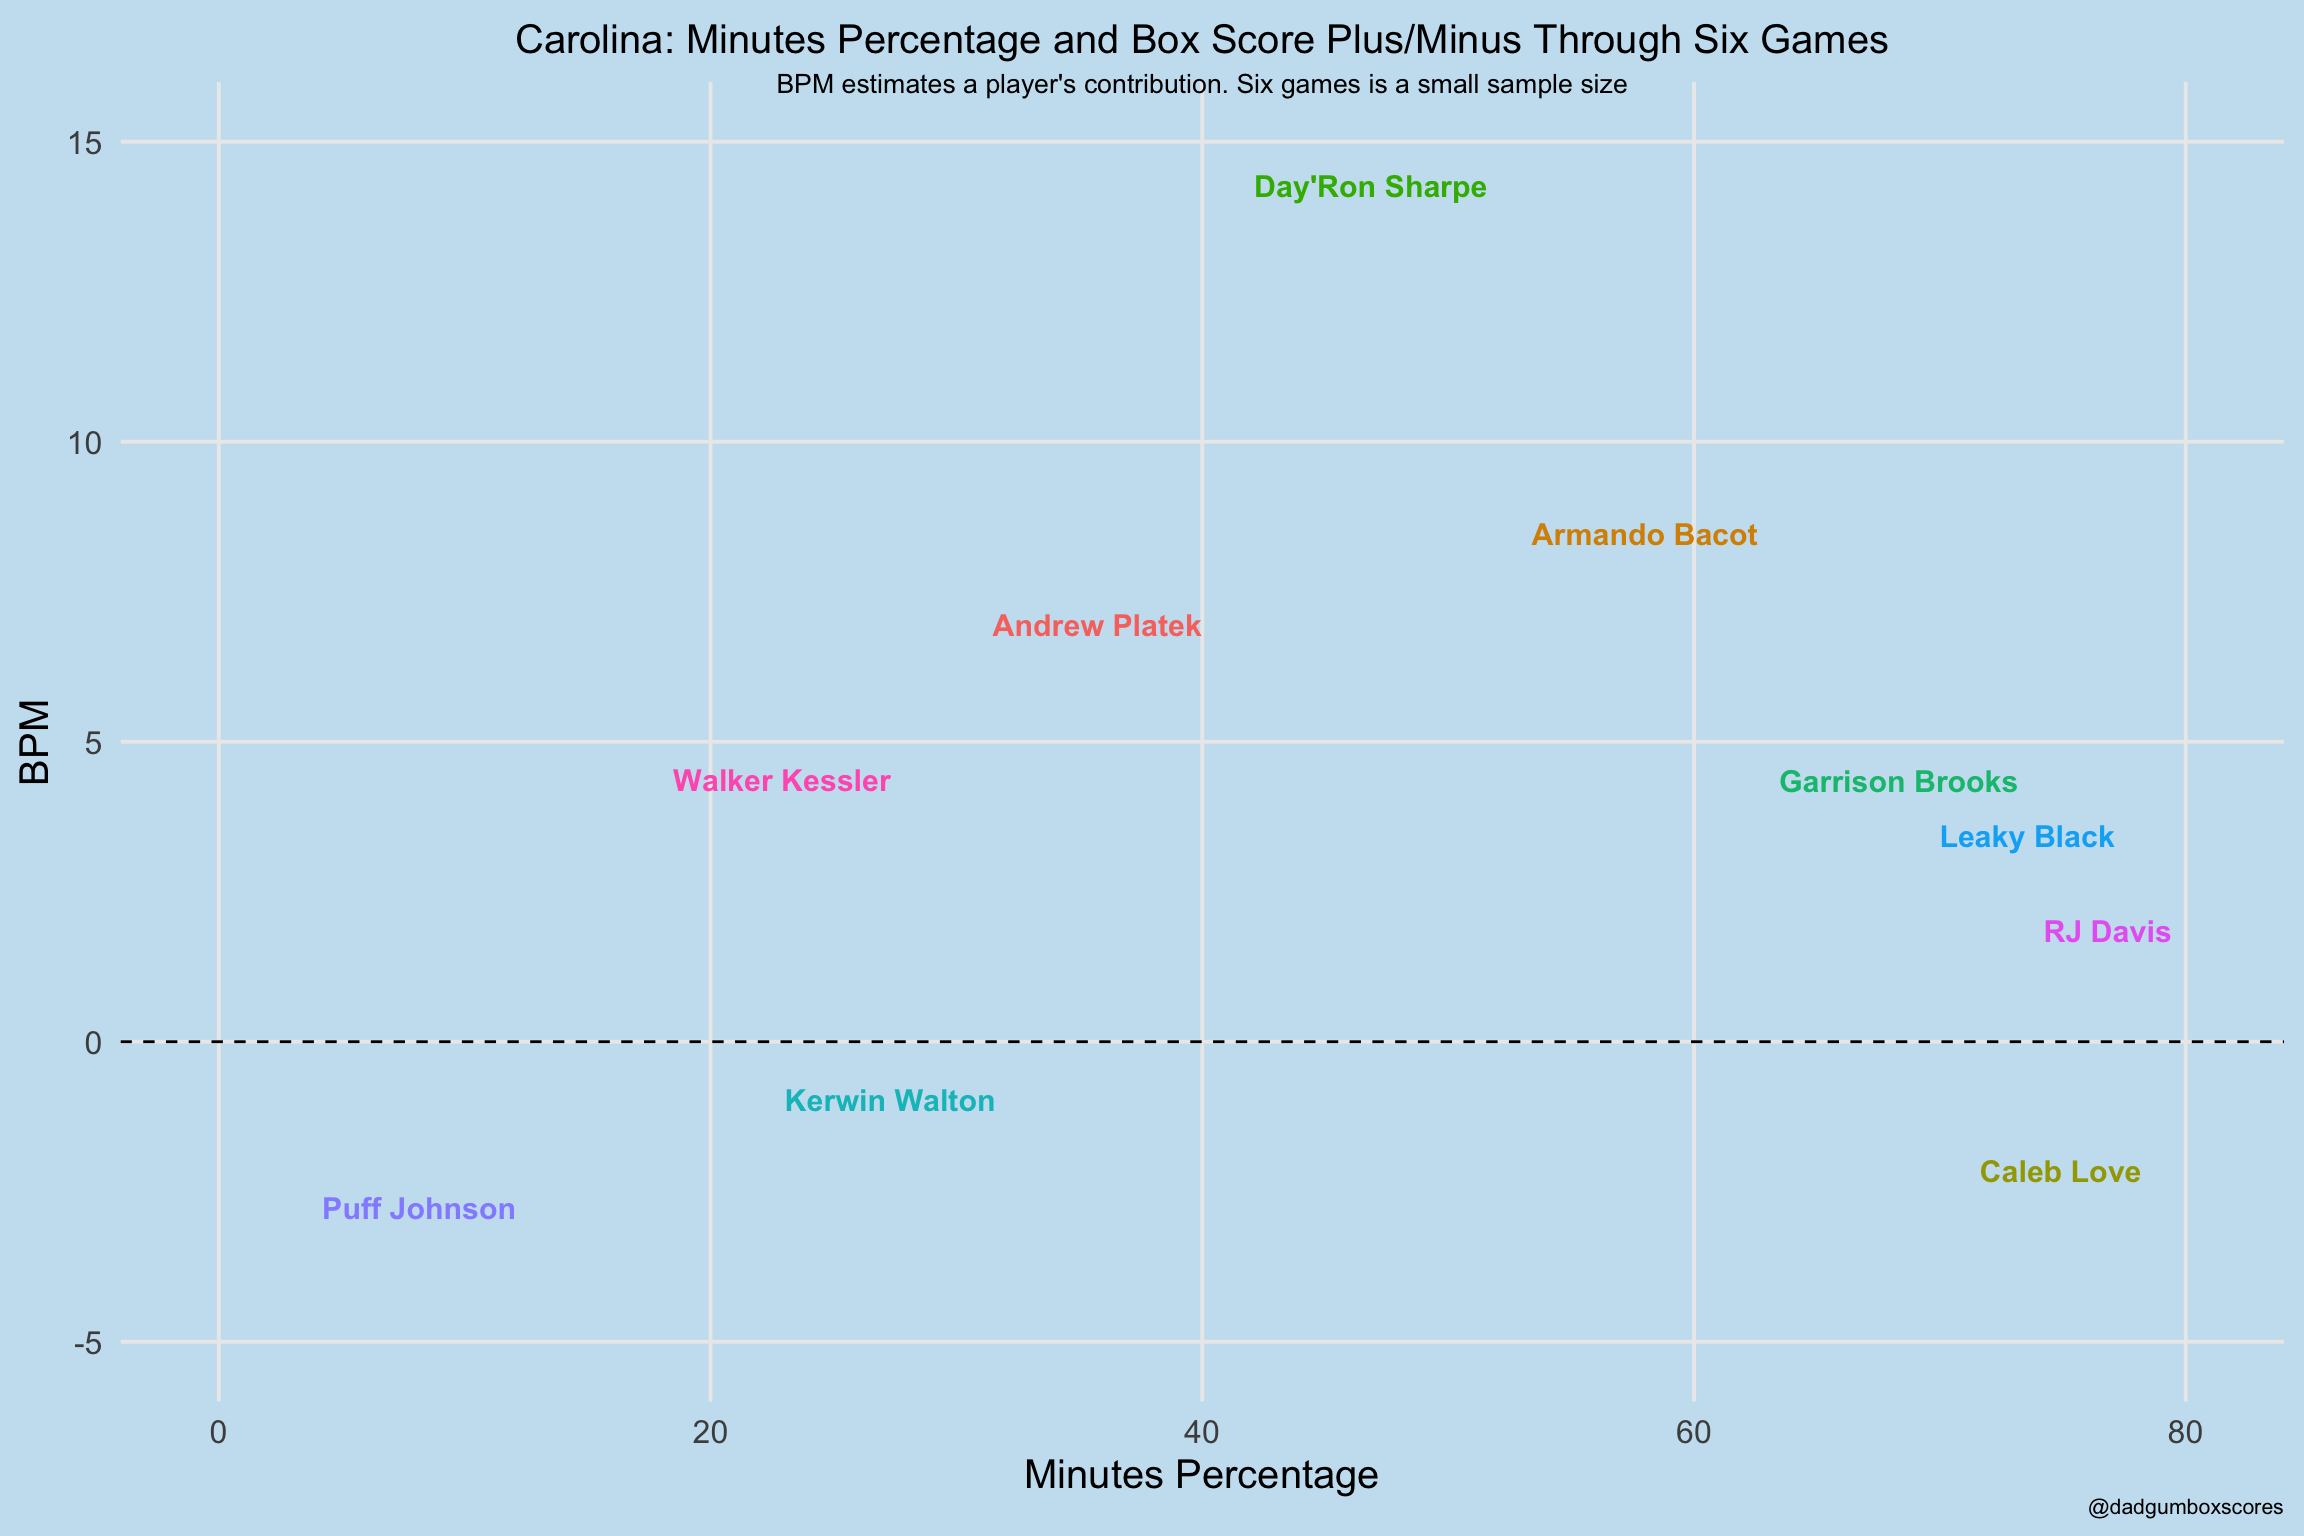 Carolina: Minutes Percentage and Box Score Plus/Minus Through Six Games
BPM estimates a player's contribution. Six games is a small sample size
15
Day'Ron Sharpe
10
Armando Bacot
Andrew Platek
BPM
5
Walker Kessler
Garrison Brooks
Leaky Black
RJ Davis
0
Kerwin Walton
Caleb Love
Puff Johnson
-5
0 20 40 60 80
Minutes Percentage
@dadgumboxscores